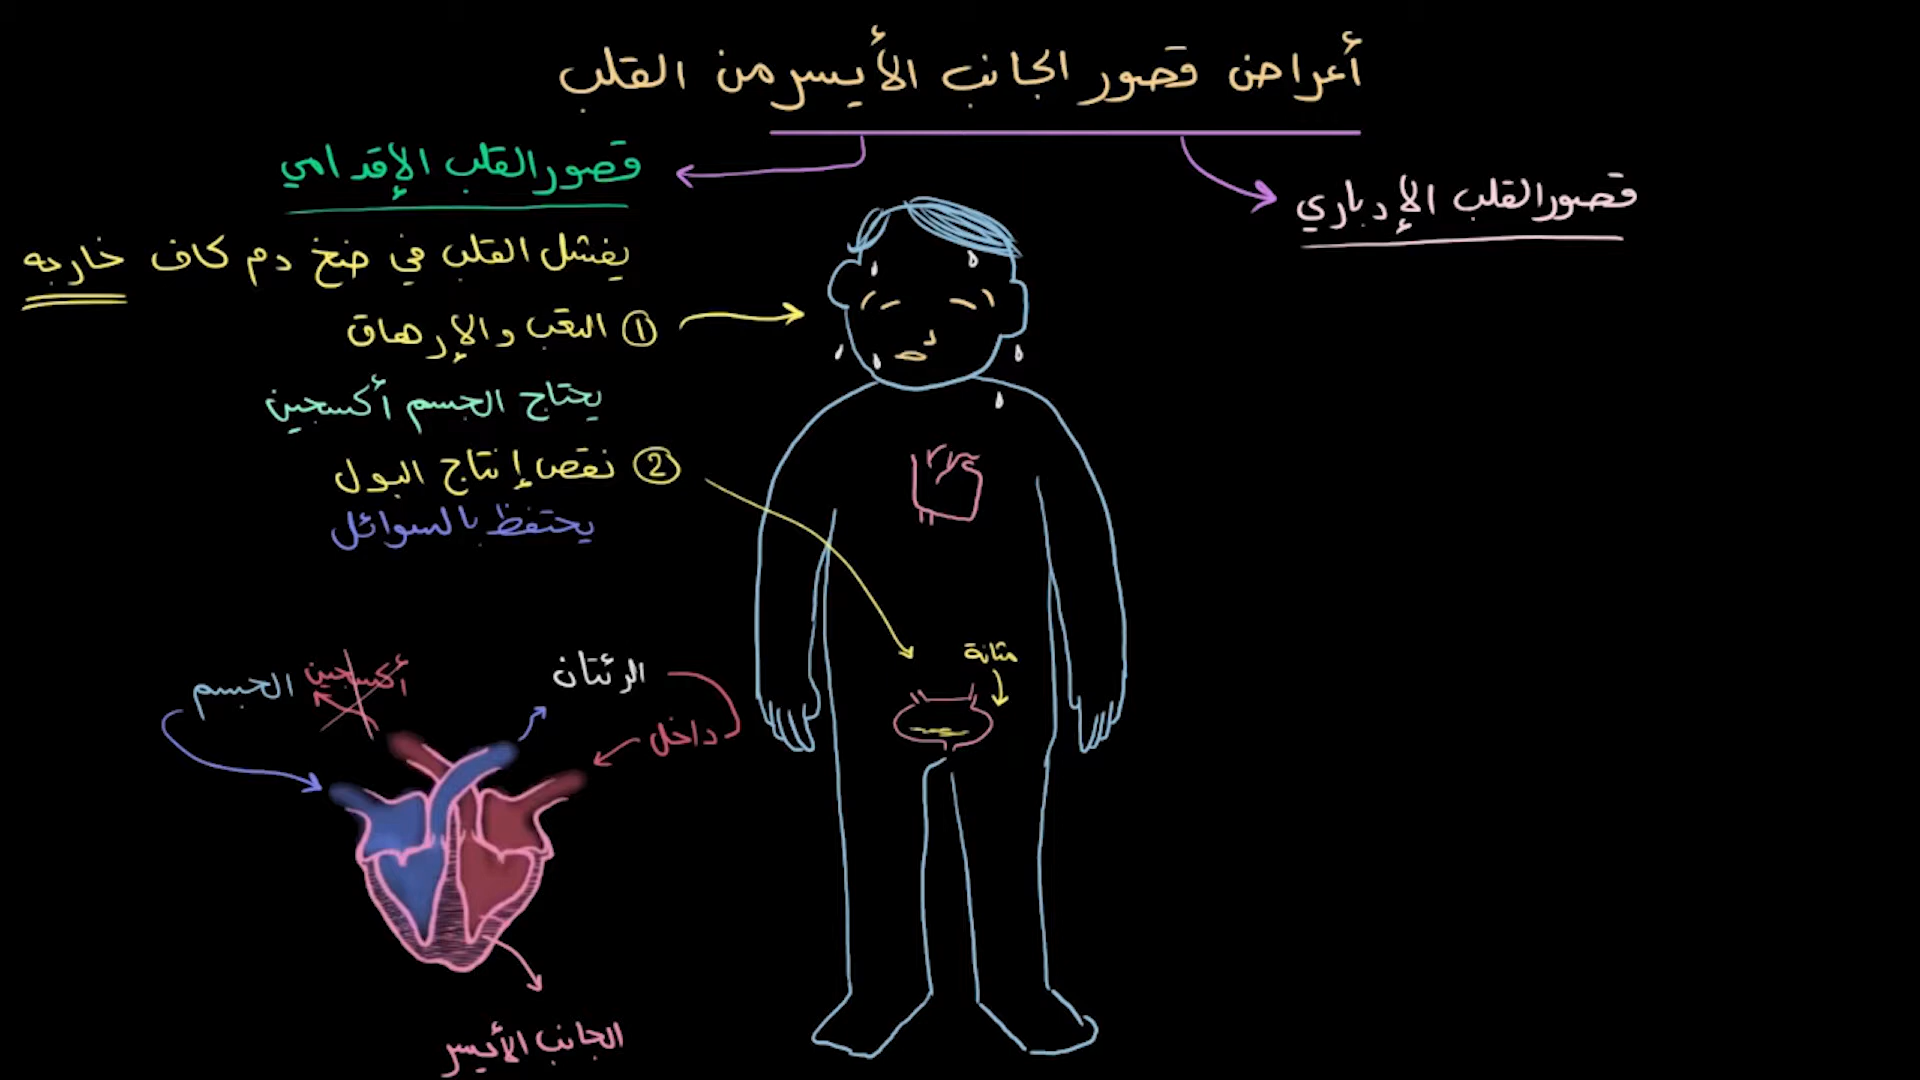 أعراض قصور الجانب الأيسر من القلب
قصور القلب الإدباري
قصور القلب الإقدامي
يفشل القلب في ضخ دم كاف خارجه
① التعب والإرهاق
يحتاج الجسم أكسجين
② نقص إنتاج البول
يحتفظ بالسوائل
مثانة
الرئتان
أكسجين
الجسم
داخل
الجانب الأيسر